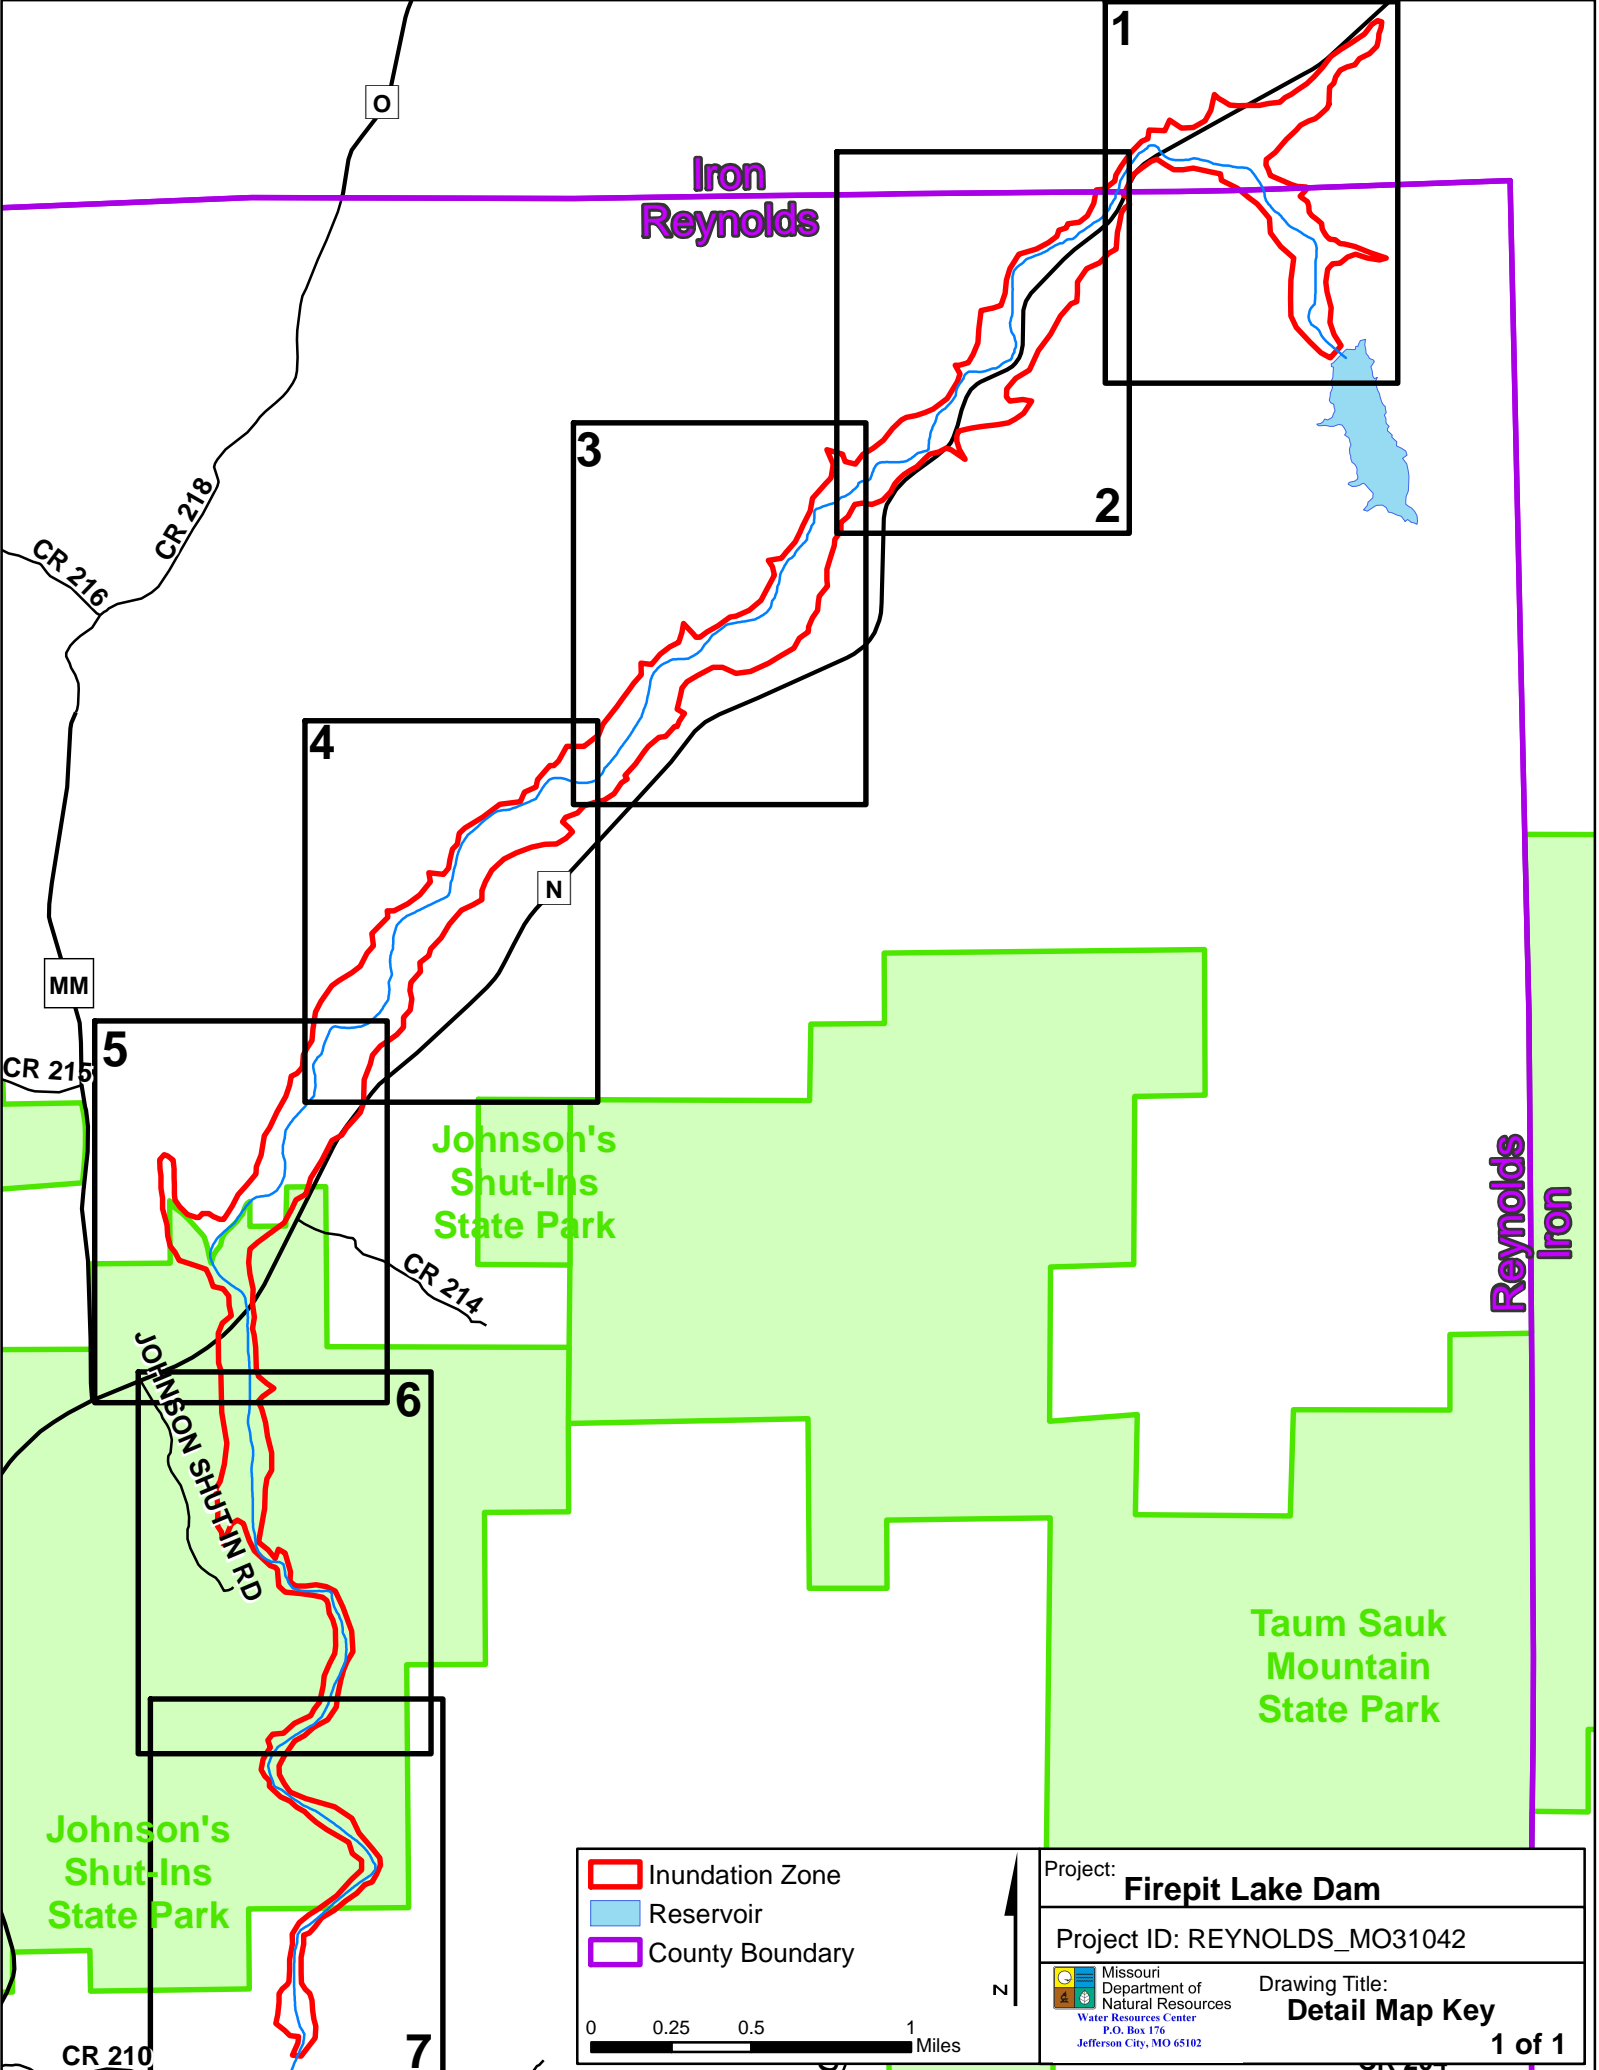 1
O
Iron
Reynolds
CR 218
3
2
CR 216
4
N
MM
5
CR 215
Johnson's
Shut-Ins
State Park
Reynolds
Iron
CR 214
JOHNSON SHUT IN RD
6
Taum Sauk
Mountain
State Park
Johnson's
Shut-Ins
State Park
7
CR 210
Inundation Zone
Reservoir
County Boundary
N
0 0.25 0.5 1
Miles
Project:
Firepit Lake Dam
Project ID: REYNOLDS_MO31042
Missouri
Department of
Natural Resources
Water Resources Center
P.O. Box 176
Jefferson City, MO 65102
Drawing Title:
Detail Map Key
1 of 1